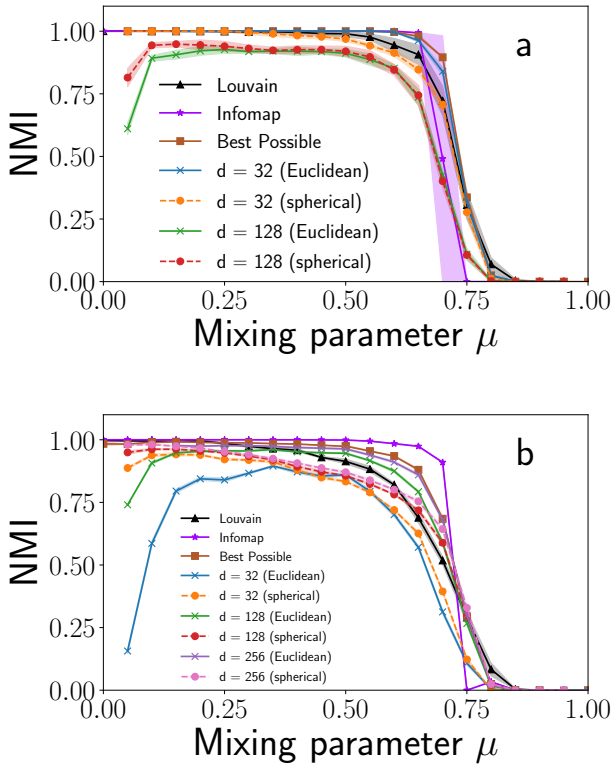 a
NMI
1.00
0.75
0.50
0.25
0.00
Louvain
Infomap
Best Possible
d = 32 (Euclidean)
d = 32 (spherical)
d = 128 (Euclidean)
d = 128 (spherical)
0.00 0.25 0.50 0.75 1.00
Mixing parameter μ
b
NMI
1.00
0.75
0.50
0.25
0.00
Louvain
Infomap
Best Possible
d = 32 (Euclidean)
d = 32 (spherical)
d = 128 (Euclidean)
d = 128 (spherical)
d = 256 (Euclidean)
d = 256 (spherical)
0.00 0.25 0.50 0.75 1.00
Mixing parameter μ